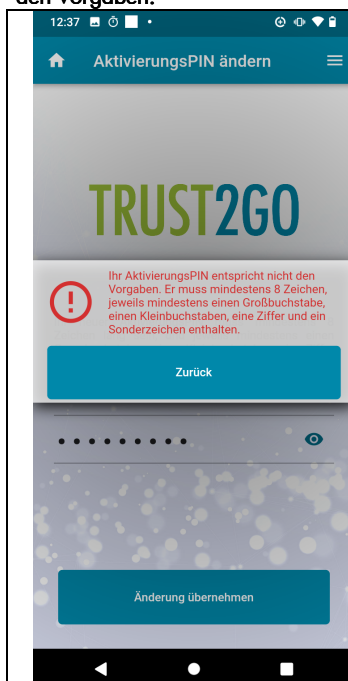 den Vorgaben.
12:37
AktivierungsPIN ändern
TRUST2GO
Ihr AktivierungsPIN entspricht nicht den
Vorgaben. Er muss mindestens 8 Zeichen,
jeweils mindestens einen Großbuchstabe,
einen Kleinbuchstaben, eine Ziffer und ein
Sonderzeichen enthalten.
Zurück
Änderung übernehmen